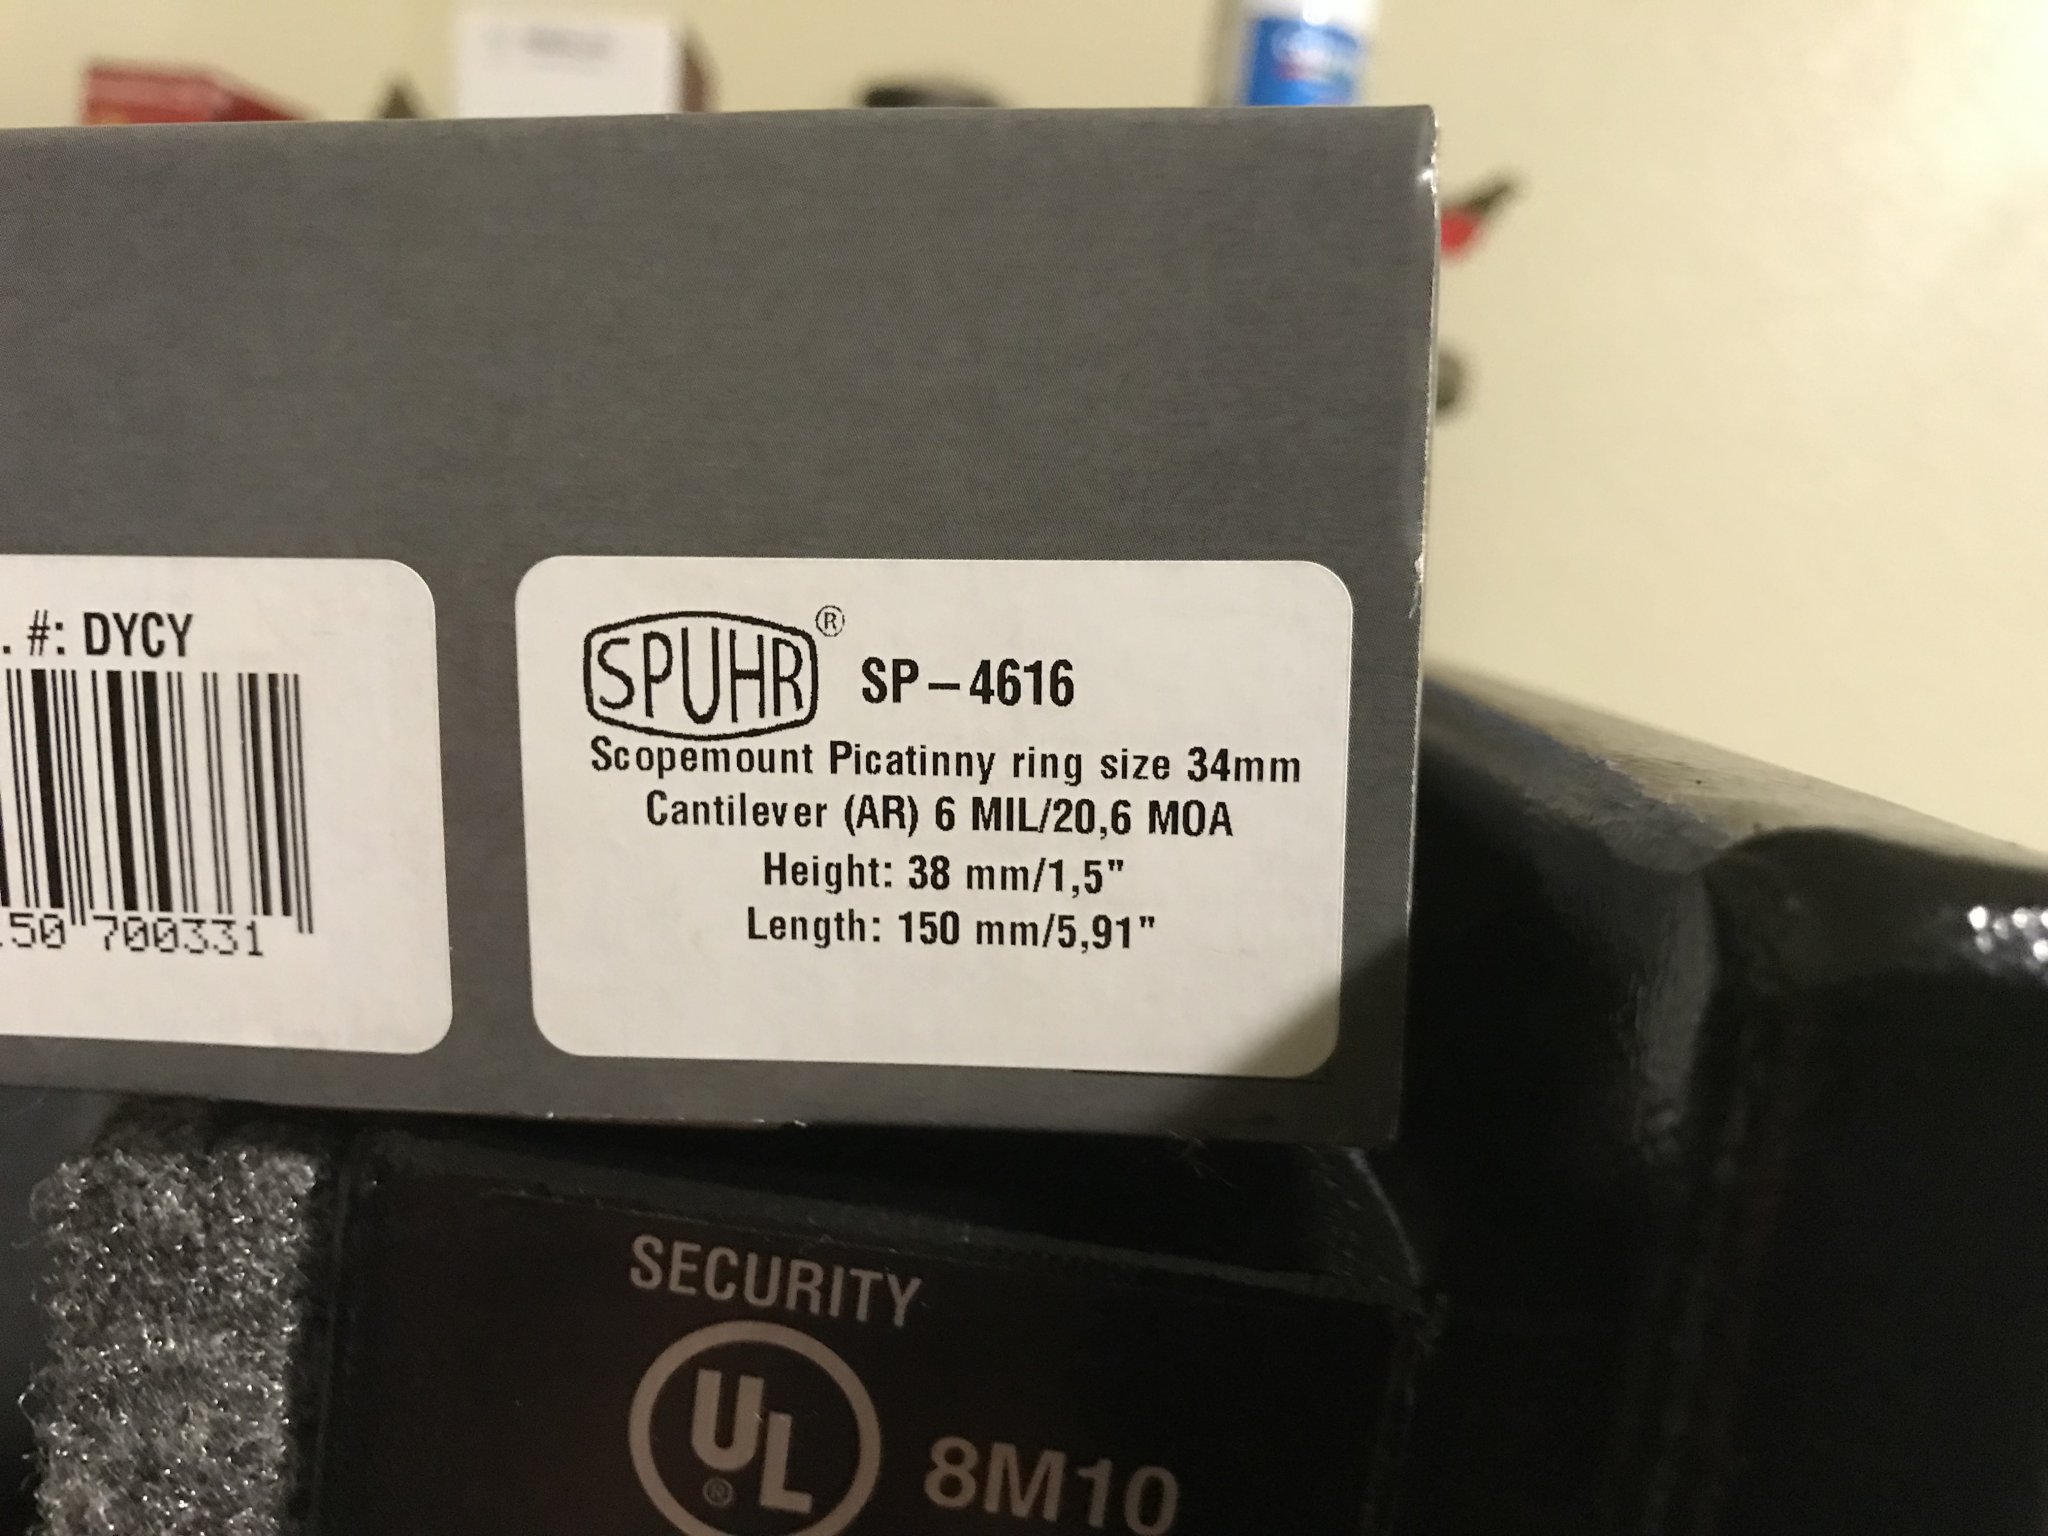 . #: DYCY
50 700331
SPUHR® SP-4616
Scopemount Picatinny ring size 34mm
Cantilever (AR) 6 MIL/20,6 MOA
Height: 38 mm/1,5"
Length: 150 mm/5,91"
SECURITY
UL ®
8M10